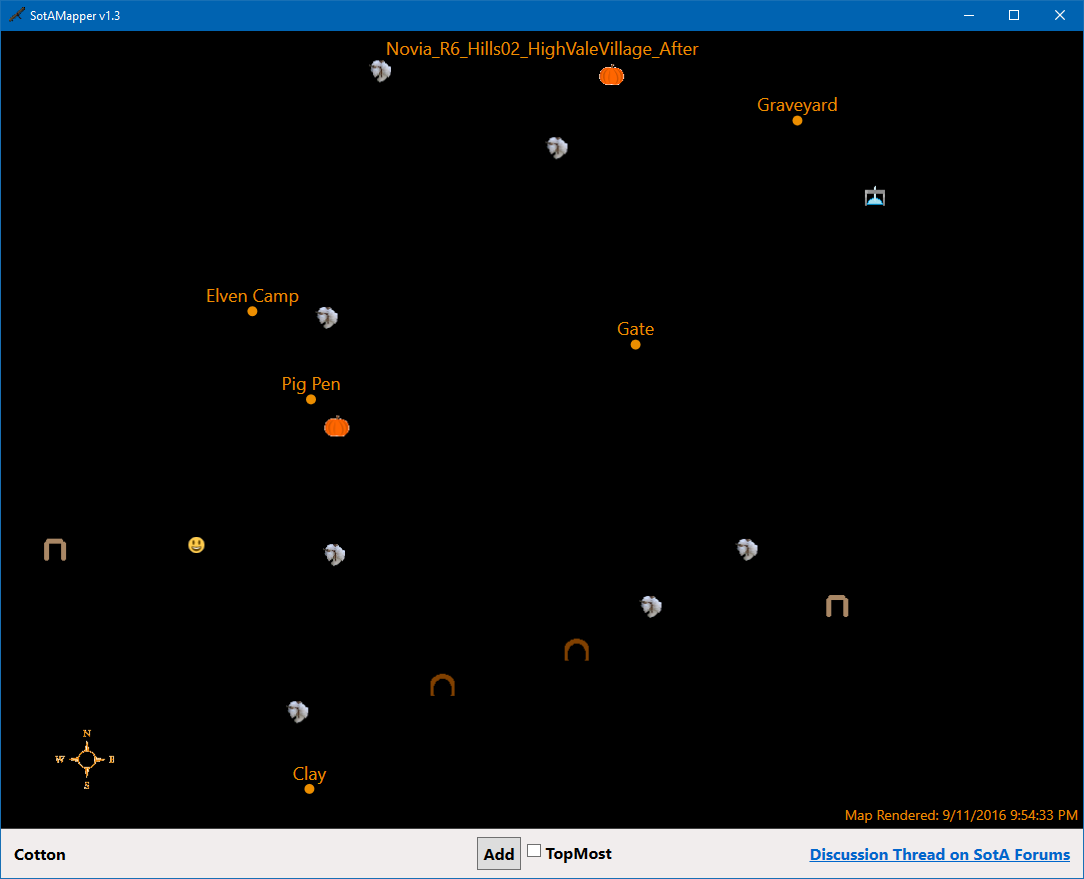 SotAMapper v1.3
Novia_R6_Hills02_HighValeVillage_After
Graveyard
Elven Camp
Gate
Pig Pen
N
W E
S
Clay
Map Rendered: 9/11/2016 9:54:33 PM
Cotton Add TopMost Discussion Thread on SotA Forums